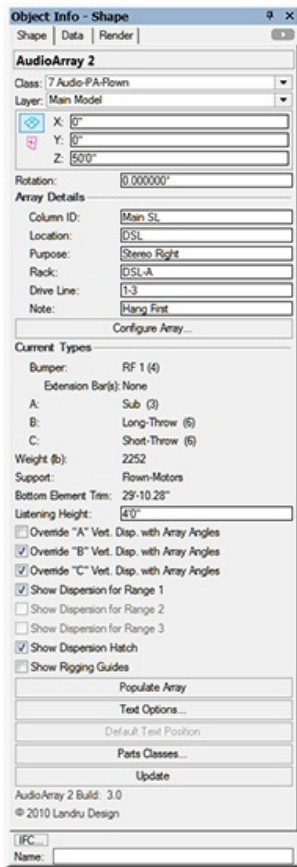 Object Info - Shape
Shape Data Render
AudioArray 2
Class: 7 Audio-PA-Flown
Layer: Main Model
X: 0"
Y: 0"
Z: 50'0"
Rotation: 0.000000°
Array Details
Column ID: Main SL
Location: DSL
Purpose: Stereo Right
Rack: DSL-A
Drive Line: 1-3
Note: Hang First
Configure Array...
Current Types
Bumper: RF 1 (4)
Extension Bar(s): None
A: Sub (3)
B: Long-Throw (6)
C: Short-Throw (6)
Weight (lb): 2252
Support: Flown-Motors
Bottom Element Trim: 29'-10.28"
Listening Height: 4'0"
Override "A" Vert. Disp. with Array Angles
Override "B" Vert. Disp. with Array Angles
Override "C" Vert. Disp. with Array Angles
Show Dispersion for Range 1
Show Dispersion for Range 2
Show Dispersion for Range 3
Show Dispersion Hatch
Show Rigging Guides
Populate Array
Text Options...
Default Text Position
Parts Classes...
Update
AudioArray 2 Build: 3.0
© 2010 Landru Design
IFC...
Name: